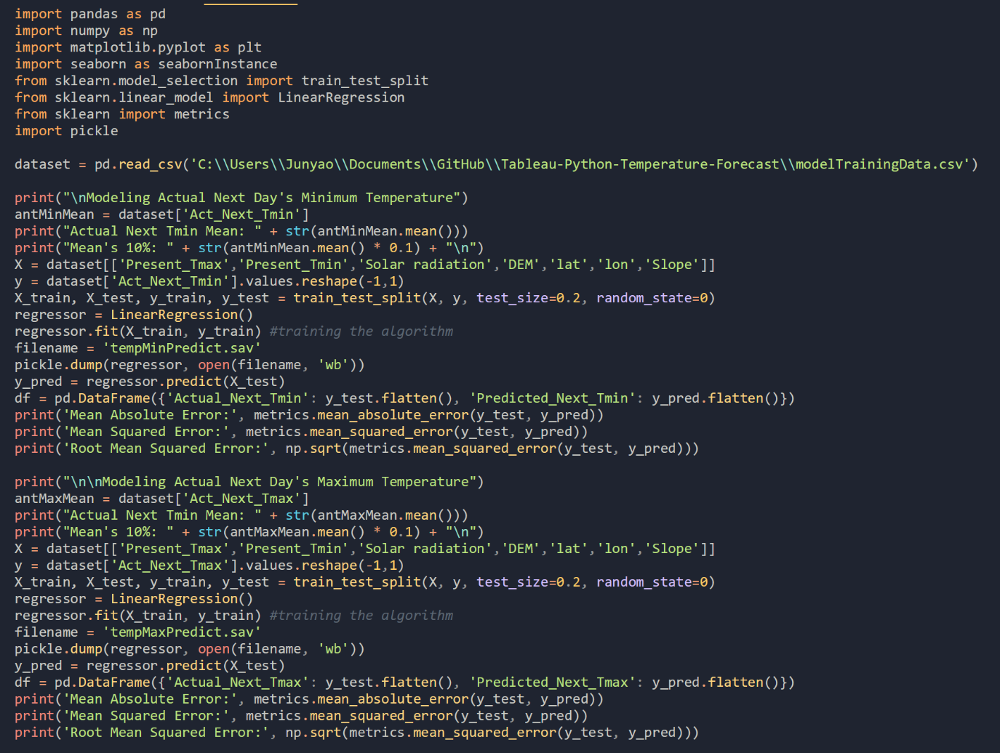 import pandas as pd
import numpy as np
import matplotlib.pyplot as plt
import seaborn as seabornInstance
from sklearn.model_selection import train_test_split
from sklearn.linear_model import LinearRegression
from sklearn import metrics
import pickle

dataset = pd.read_csv('C:\\Users\\Junyao\\Documents\\GitHub\\Tableau-Python-Temperature-Forecast\\modelTrainingData.csv')

print("\nModeling Actual Next Day's Minimum Temperature")
antMinMean = dataset['Act_Next_Tmin']
print("Actual Next Tmin Mean: " + str(antMinMean.mean()))
print("Mean's 10%: " + str(antMinMean.mean() * 0.1) + "\n")
X = dataset[['Present_Tmax','Present_Tmin','Solar radiation','DEM','lat','lon','Slope']]
y = dataset['Act_Next_Tmin'].values.reshape(-1,1)
X_train, X_test, y_train, y_test = train_test_split(X, y, test_size=0.2, random_state=0)
regressor = LinearRegression()
regressor.fit(X_train, y_train) #training the algorithm
filename = 'tempMinPredict.sav'
pickle.dump(regressor, open(filename, 'wb'))
y_pred = regressor.predict(X_test)
df = pd.DataFrame({'Actual_Next_Tmin': y_test.flatten(), 'Predicted_Next_Tmin': y_pred.flatten()})
print('Mean Absolute Error:', metrics.mean_absolute_error(y_test, y_pred))
print('Mean Squared Error:', metrics.mean_squared_error(y_test, y_pred))
print('Root Mean Squared Error:', np.sqrt(metrics.mean_squared_error(y_test, y_pred)))

print("\n\nModeling Actual Next Day's Maximum Temperature")
antMaxMean = dataset['Act_Next_Tmax']
print("Actual Next Tmin Mean: " + str(antMaxMean.mean()))
print("Mean's 10%: " + str(antMaxMean.mean() * 0.1) + "\n")
X = dataset[['Present_Tmax','Present_Tmin','Solar radiation','DEM','lat','lon','Slope']]
y = dataset['Act_Next_Tmax'].values.reshape(-1,1)
X_train, X_test, y_train, y_test = train_test_split(X, y, test_size=0.2, random_state=0)
regressor = LinearRegression()
regressor.fit(X_train, y_train) #training the algorithm
filename = 'tempMaxPredict.sav'
pickle.dump(regressor, open(filename, 'wb'))
y_pred = regressor.predict(X_test)
df = pd.DataFrame({'Actual_Next_Tmax': y_test.flatten(), 'Predicted_Next_Tmax': y_pred.flatten()})
print('Mean Absolute Error:', metrics.mean_absolute_error(y_test, y_pred))
print('Mean Squared Error:', metrics.mean_squared_error(y_test, y_pred))
print('Root Mean Squared Error:', np.sqrt(metrics.mean_squared_error(y_test, y_pred)))